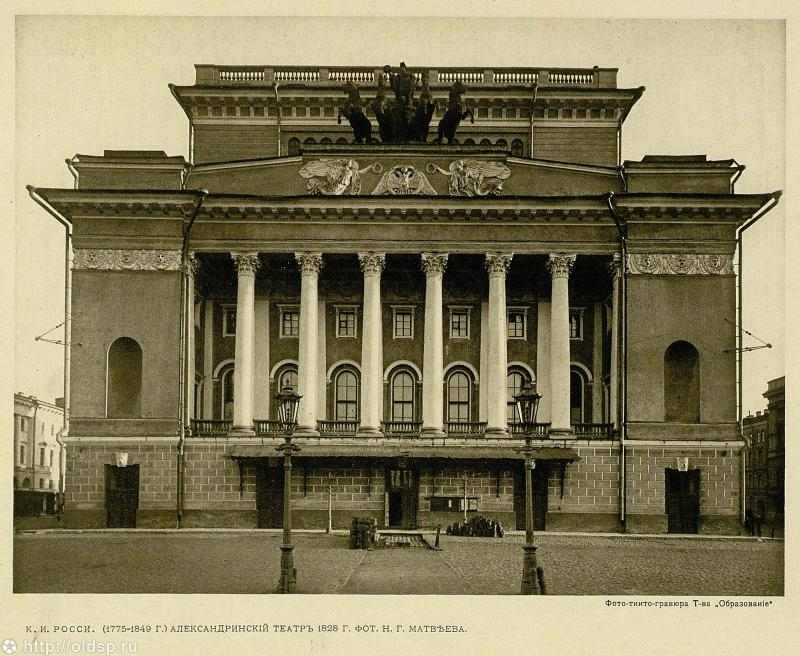 Фото-тинто-гравюра Т-ва „Образованіе“
К. И. РОССИ. (1775-1849 Г.) АЛЕКСАНДРИНСКІЙ ТЕАТРЪ 1828 Г. ФОТ. Н. Г. МАТВѢЕВА.
http://oldsp.ru